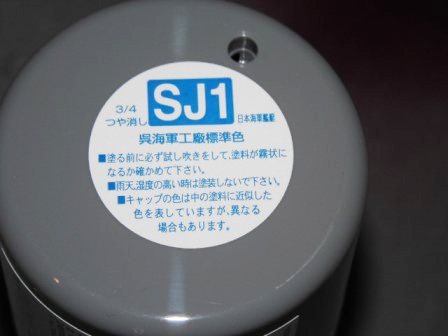 3/4
つや消し
SJ1
日本海軍艦艇
呉海軍工廠標準色
■塗る前に必ず試し吹きをして、塗料が霧状に
なるか確かめて下さい。
■雨天、湿度の高い時は塗装しないで下さい。
■キャップの色は中の塗料に近似した
色を表していますが、異なる
場合もあります。